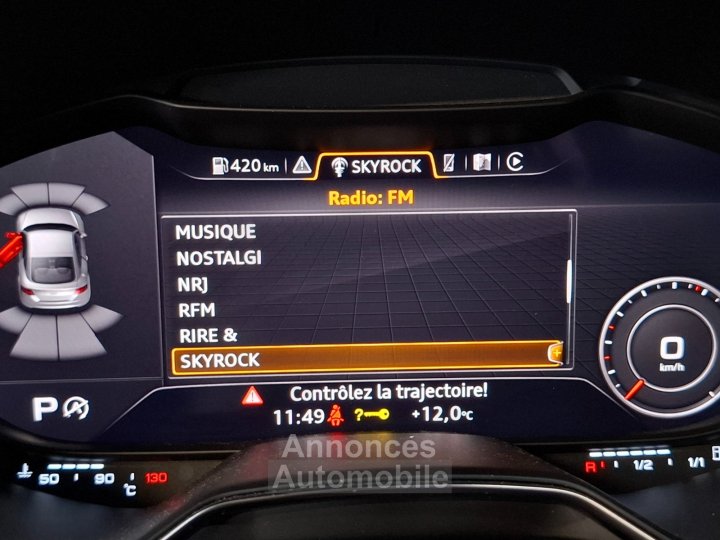 420 km SKYROCK
Radio: FM
MUSIQUE
NOSTALGI
NRJ
RFM
RIRE &
SKYROCK
0
km/h
Contrôlez la trajectoire!
P A
11:49 ? +12,0°C
Annonces
Automobile
50 90 130
°C
R 1/2 1/1